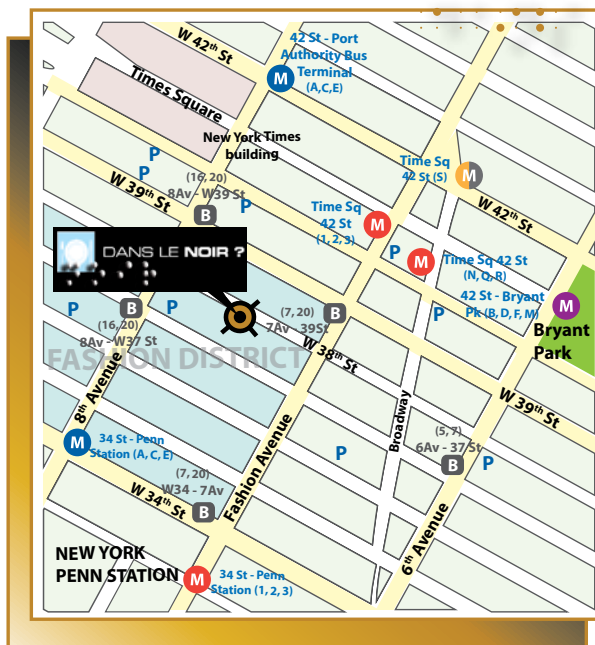 W 42th St
42 St - Port
Authority Bus
Terminal
(A,C,E)
M
Times Square
New York Times
building
P
P
(16, 20)
8Av - W39 St
B
P
W 39th St
Time Sq
42 St (S)
M
Time Sq
42 St
(1, 2, 3)
M
W 42th St
P
M
Time Sq 42 St
(N, Q, R)
DANS LE NOIR ?
P
B
P
(16, 20)
8Av - W37 St
(7, 20)
7Av - 39St
B
42 St - Bryant
Pk (B, D, F, M)
M
P
Bryant
Park
FASHION DISTRICT
W 38th St
W 39th St
8th Avenue
Broadway
M
34 St - Penn
Station (A, C, E)
P
(5, 7)
6Av - 37 St
B
P
(7, 20)
W34 - 7Av
B
W 34th St
Fashion Avenue
6th Avenue
NEW YORK
PENN STATION
M
34 St - Penn
Station (1, 2, 3)